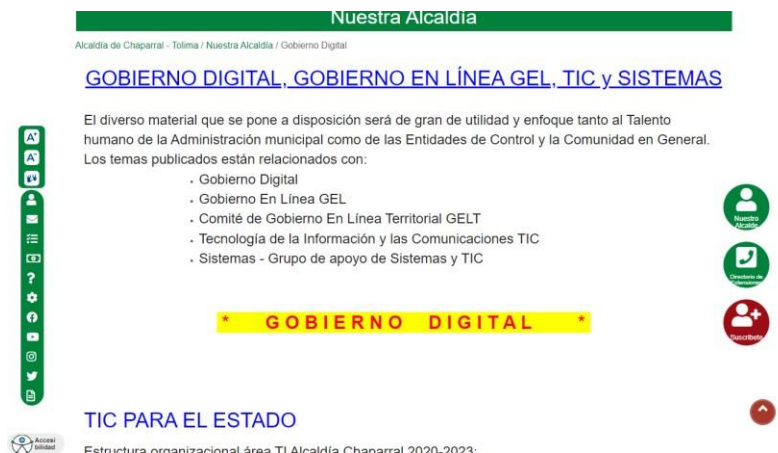 Nuestra Alcaldía
Alcaldía de Chaparral - Tolima / Nuestra Alcaldía / Gobierno Digital
GOBIERNO DIGITAL, GOBIERNO EN LÍNEA GEL, TIC y SISTEMAS
El diverso material que se pone a disposición será de gran de utilidad y enfoque tanto al Talento
humano de la Administración municipal como de las Entidades de Control y la Comunidad en General.
Los temas publicados están relacionados con:
• Gobierno Digital
• Gobierno En Línea GEL
• Comité de Gobierno En Línea Territorial GELT
• Tecnología de la Información y las Comunicaciones TIC
• Sistemas - Grupo de apoyo de Sistemas y TIC
* GOBIERNO DIGITAL *
TIC PARA EL ESTADO
Estructura organizacional área TI Alcaldía Chaparral 2020-2023:
A+
A-
Nuestro
Alcalde
Directorio de
Extensiones
Suscríbete
Accesi
bilidad